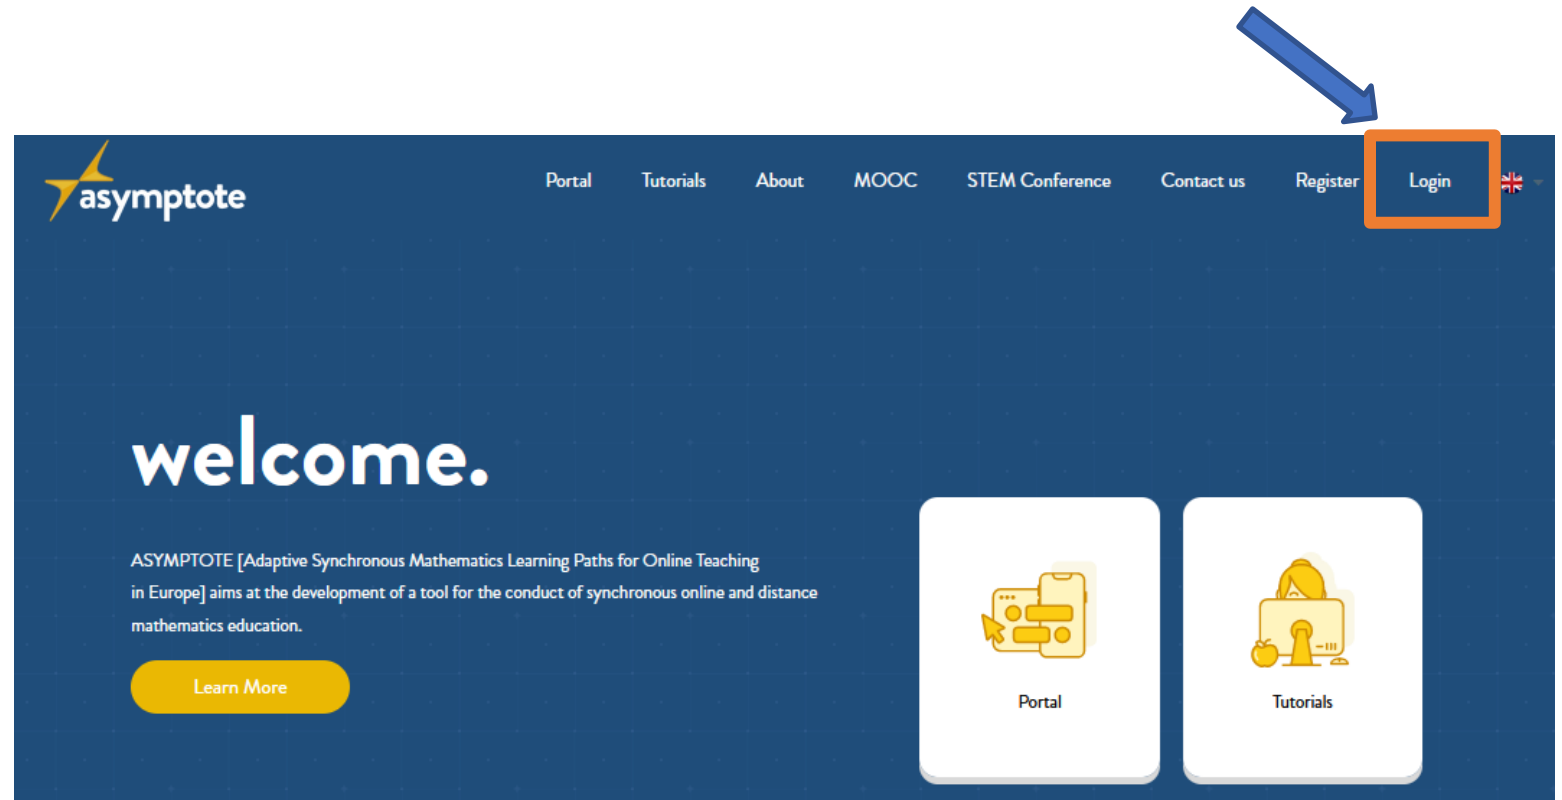 asymptote
Portal Tutorials About MOOC STEM Conference Contact us Register Login
welcome.
ASYMPTOTE [Adaptive Synchronous Mathematics Learning Paths for Online Teaching
in Europe] aims at the development of a tool for the conduct of synchronous online and distance
mathematics education.
Learn More
Portal
Tutorials